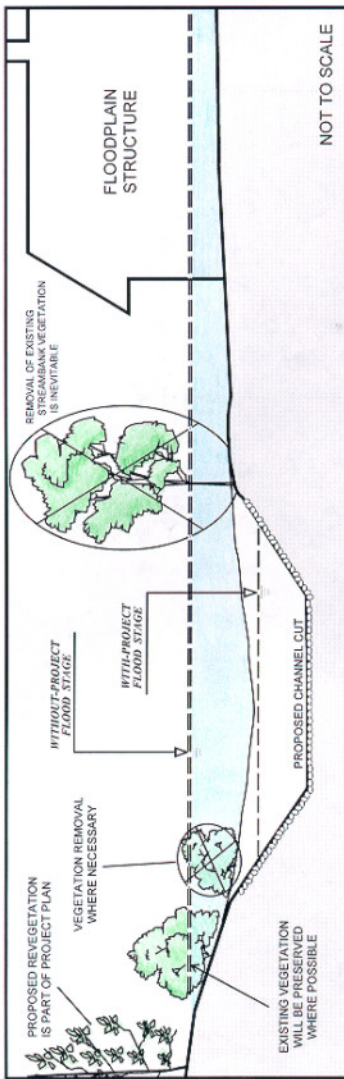 PROPOSED REVEGETATION
IS PART OF PROJECT PLAN
VEGETATION REMOVAL
WHERE NECESSARY
EXISTING VEGETATION
WILL BE PRESERVED
WHERE POSSIBLE
WITHOUT-PROJECT
FLOOD STAGE
WITH-PROJECT
FLOOD STAGE
PROPOSED CHANNEL CUT
REMOVAL OF EXISTING
STREAMBANK VEGETATION
IS INEVITABLE
FLOODPLAIN
STRUCTURE
NOT TO SCALE